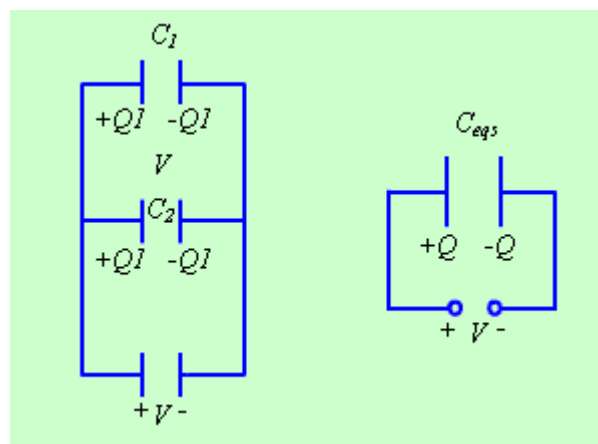 C1
+Q1 -Q1
V
C2
+Q1 -Q1
+ V -
Ceqs
+Q -Q
+ V -